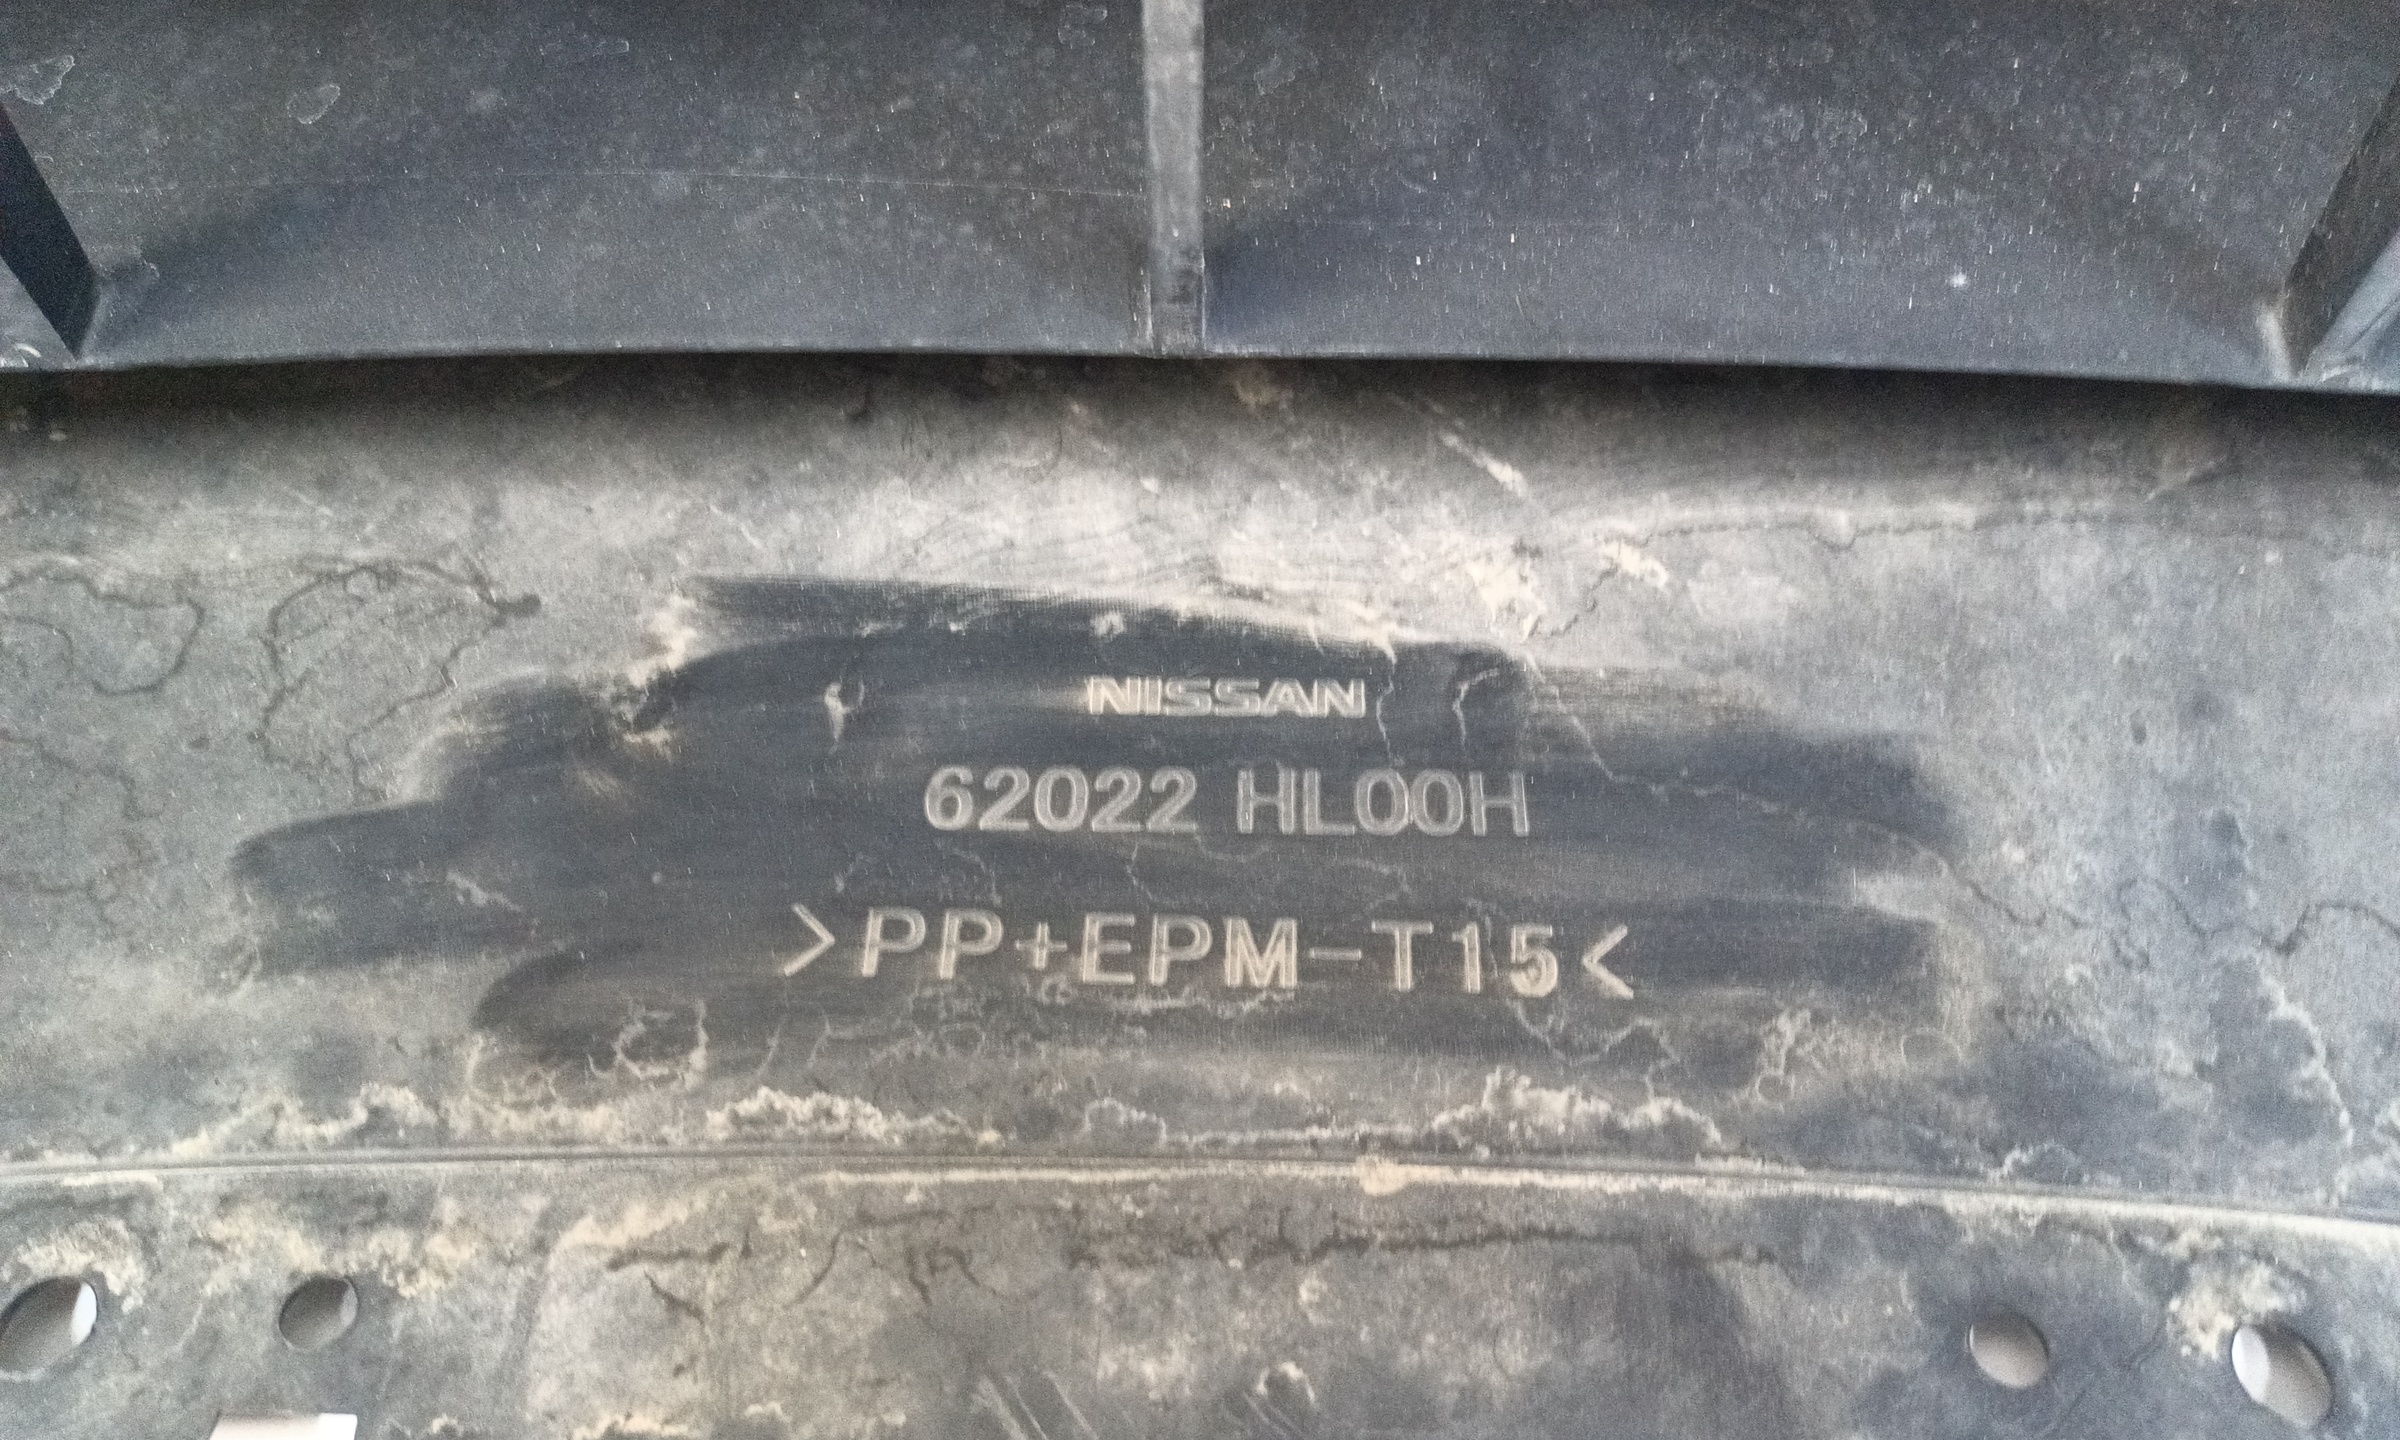 NISSAN
62022 HL00H
>PP+EPM-T15<